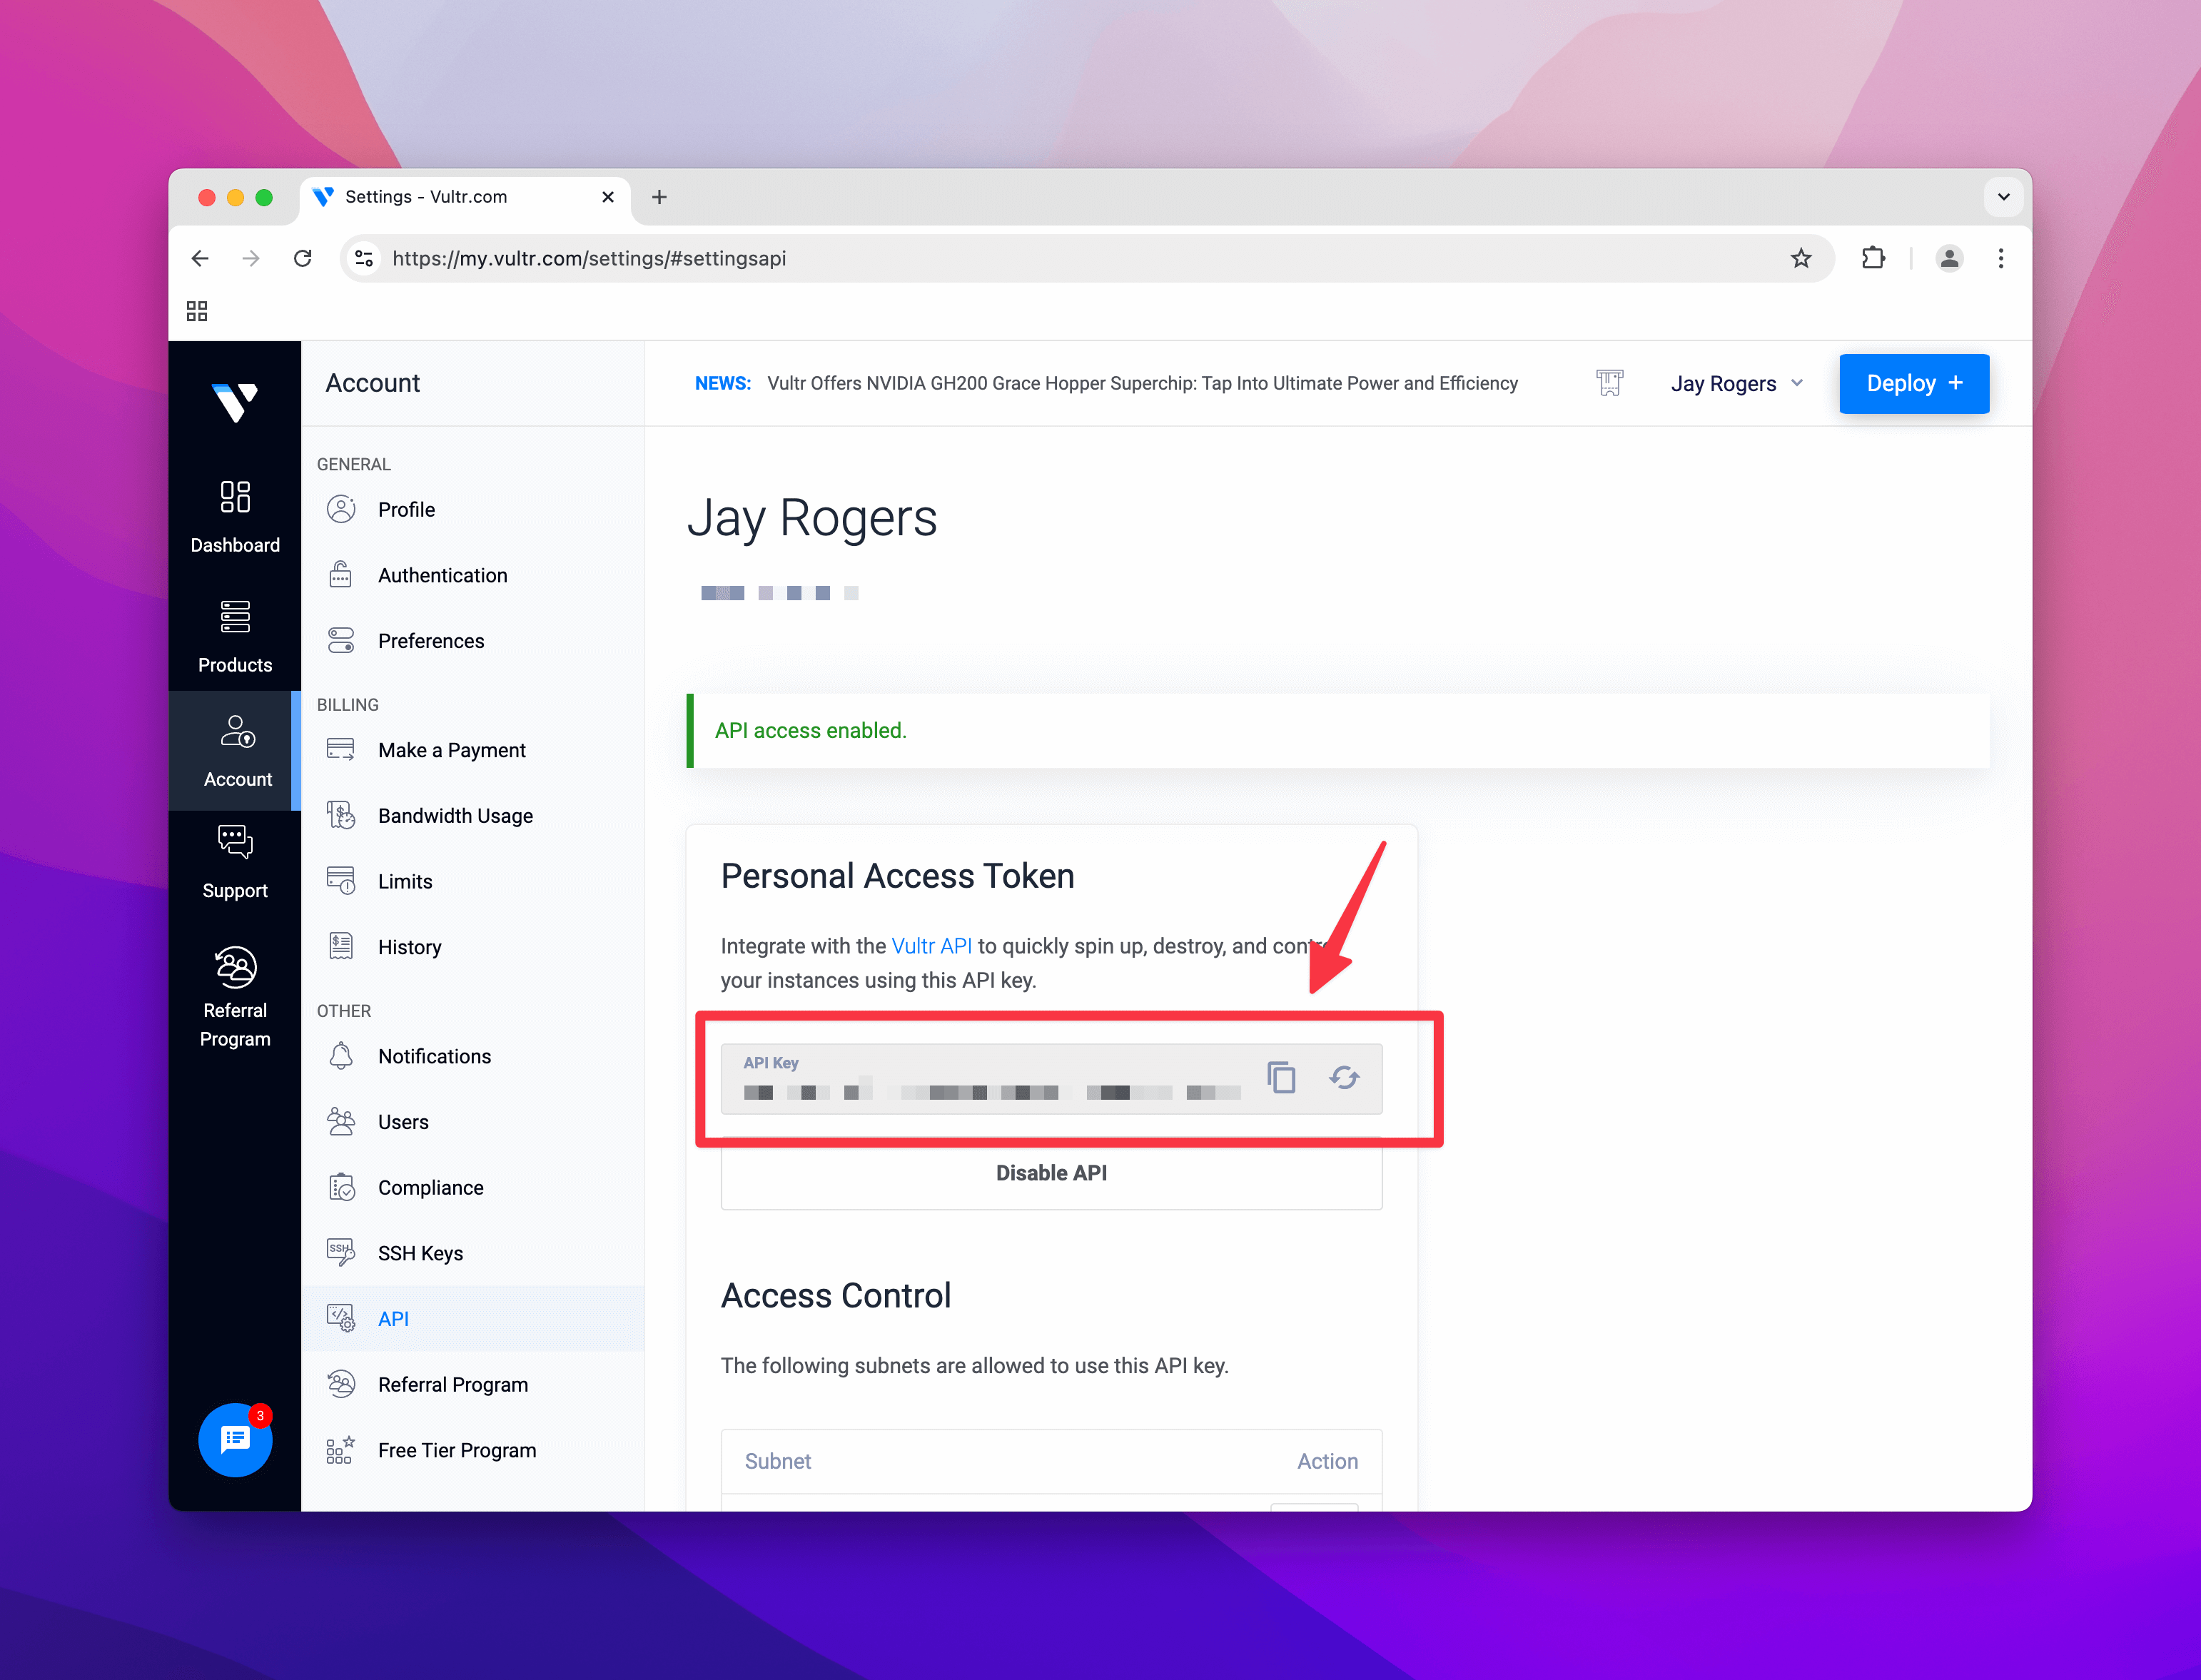 Settings - Vultr.com
https://my.vultr.com/settings/#settingsapi
Account
NEWS: Vultr Offers NVIDIA GH200 Grace Hopper Superchip: Tap Into Ultimate Power and Efficiency
Jay Rogers
Deploy +
Dashboard
Products
Account
Support
Referral
Program
3
GENERAL
Profile
Authentication
Preferences
BILLING
Make a Payment
Bandwidth Usage
Limits
History
OTHER
Notifications
Users
Compliance
SSH
SSH Keys
API
Referral Program
Free Tier Program
Jay Rogers
API access enabled.
Personal Access Token
Integrate with the Vultr API to quickly spin up, destroy, and
your instances using this API key.
API Key
Disable API
Access Control
The following subnets are allowed to use this API key.
Subnet
Action